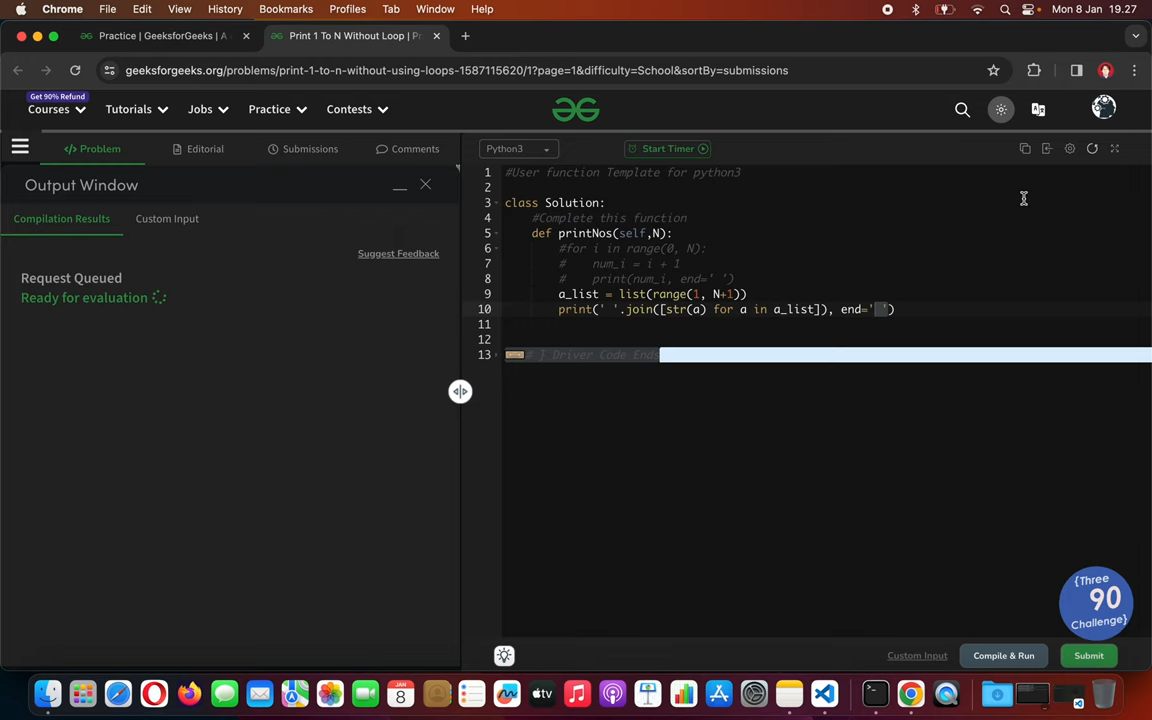 Chrome File Edit View History Bookmarks Profiles Tab Window Help Mon 8 Jan 19.27
Practice | GeeksforGeeks | A Print 1 To N Without Loop | Pr
geeksforgeeks.org/problems/print-1-to-n-without-using-loops-1587115620/1?page=1&difficulty=School&sortBy=submissions
Get 90% Refund
Courses Tutorials Jobs Practice Contests
</> Problem Editorial Submissions Comments Python3 Start Timer
Output Window
Compilation Results Custom Input
Suggest Feedback
Request Queued
Ready for evaluation
1 #User function Template for python3
2
3 class Solution:
4 #Complete this function
5 def printNos(self,N):
6 #for i in range(0, N):
7 # num_i = i + 1
8 # print(num_i, end=' ')
9 a_list = list(range(1, N+1))
10 print(' '.join([str(a) for a in a_list]), end=' ')
11
12
13 # } Driver Code Ends
{Three
90
Challenge}
Custom Input Compile & Run Submit
8
tv